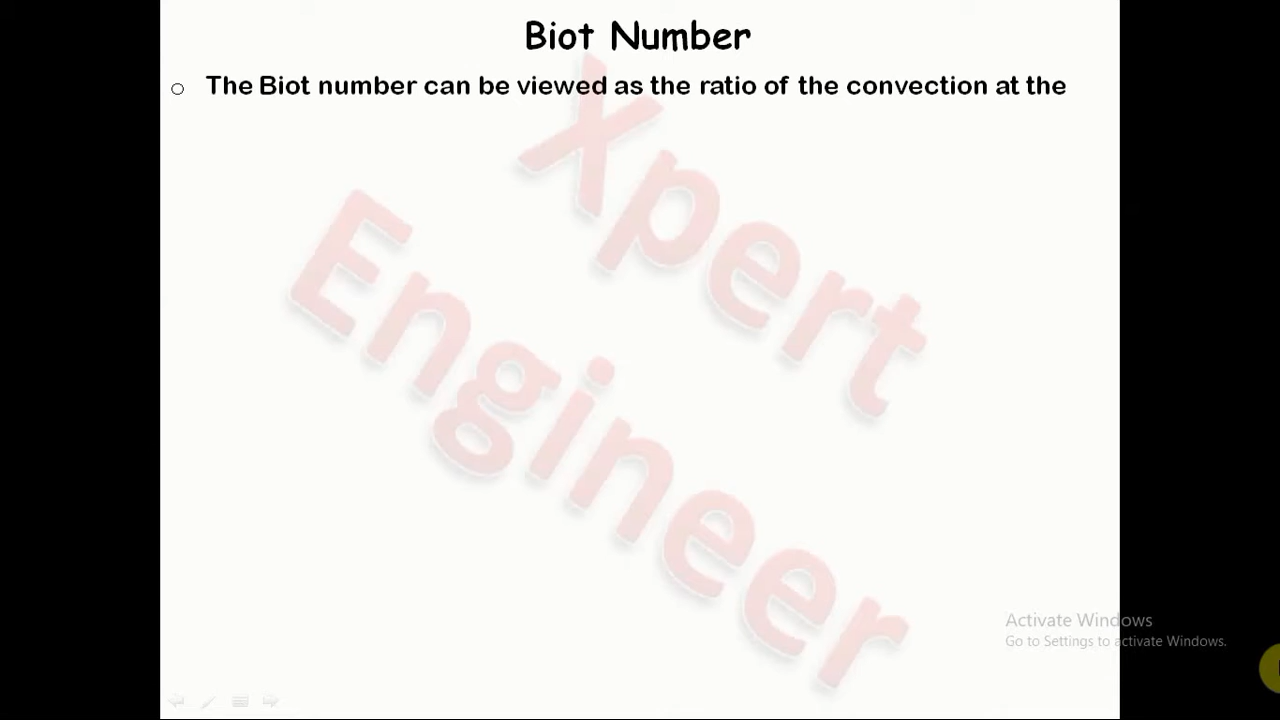 Biot Number
The Biot number can be viewed as the ratio of the convection at the
Xpert
Engineer
Activate Windows
Go to Settings to activate Windows.